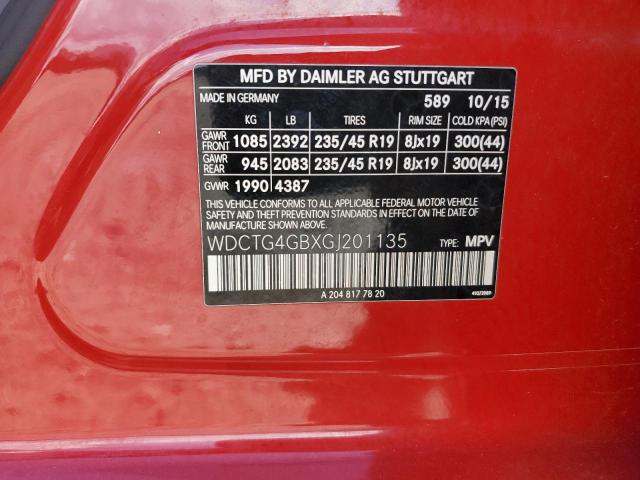 MFD BY DAIMLER AG STUTTGART
MADE IN GERMANY 589 10/15
KG LB TIRES RIM SIZE COLD KPA (PSI)
GAWR FRONT 1085 2392 235/45 R19 8Jx19 300(44)
GAWR REAR 945 2083 235/45 R19 8Jx19 300(44)
GVWR 1990 4387
THIS VEHICLE CONFORMS TO ALL APPLICABLE FEDERAL MOTOR VEHICLE
SAFETY STANDARDS IN EFFECT ON THE DATE OF
MANUFACTURE SHOWN ABOVE.
WDCTG4GBXGJ201135 TYPE: MPV
A 204 817 78 20